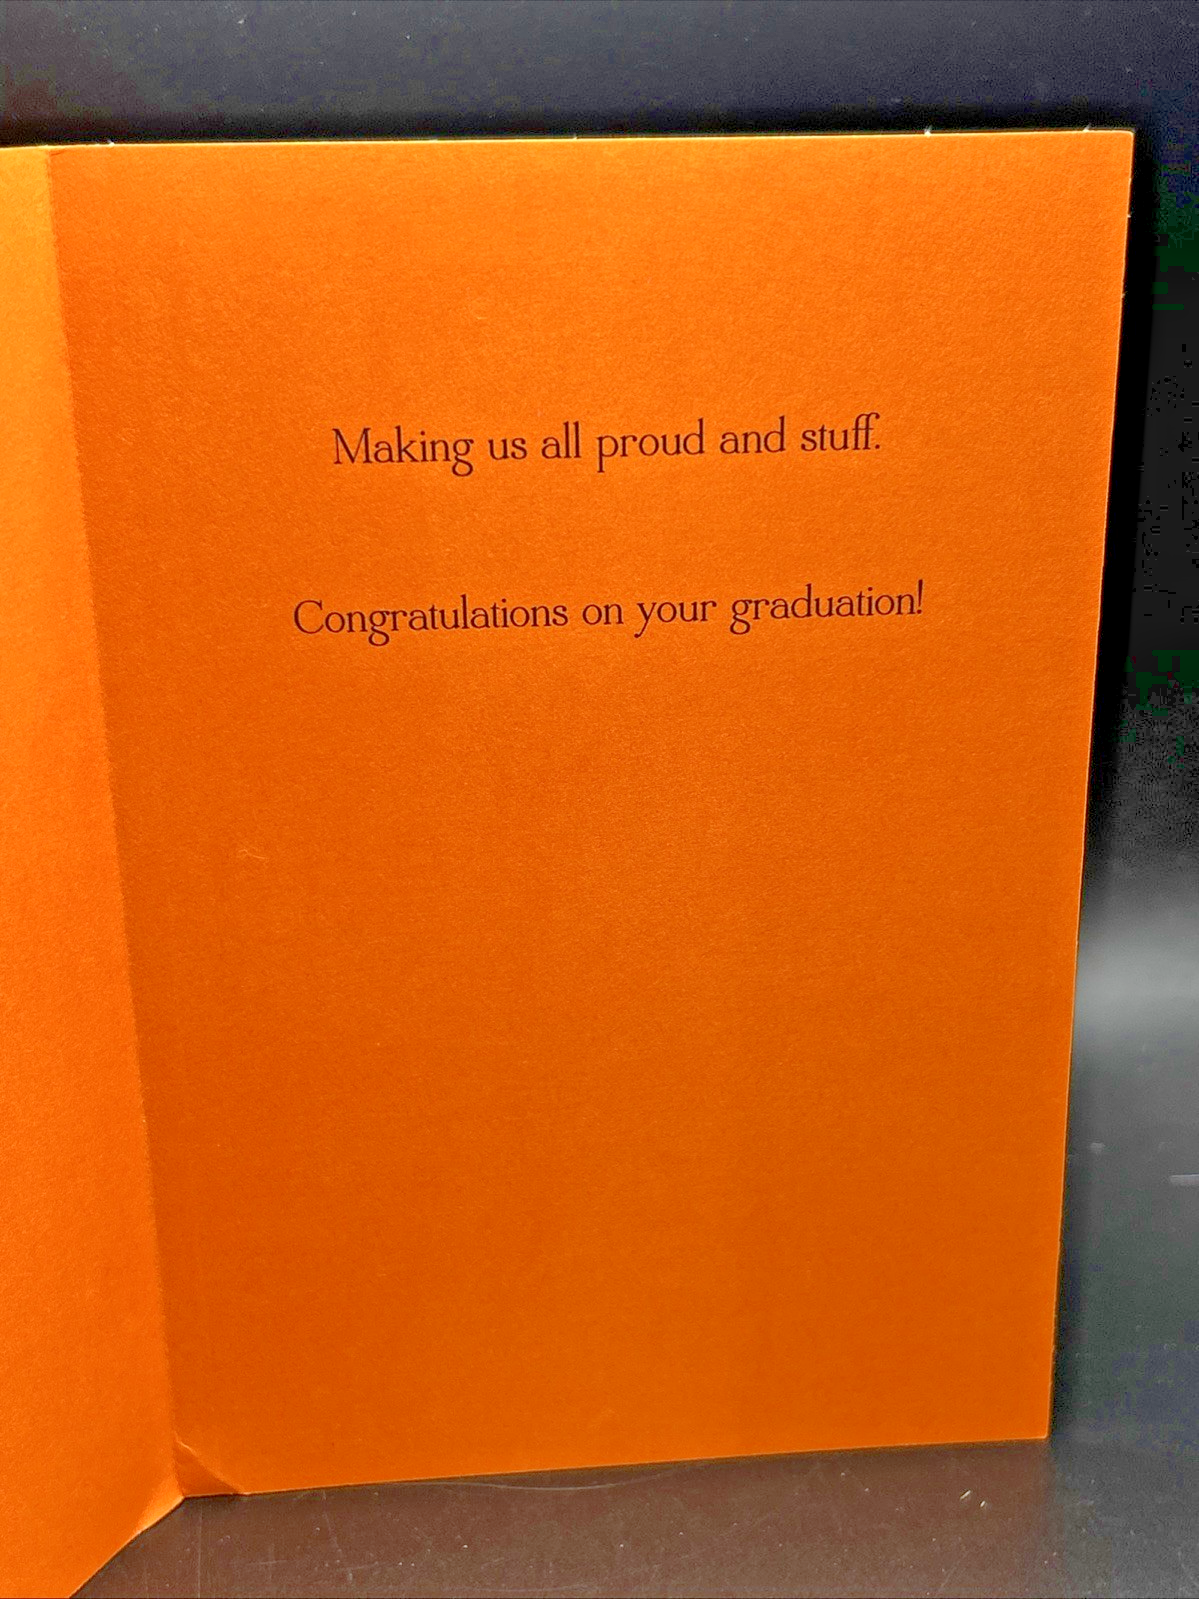 Making us all proud and stuff.
Congratulations on your graduation!